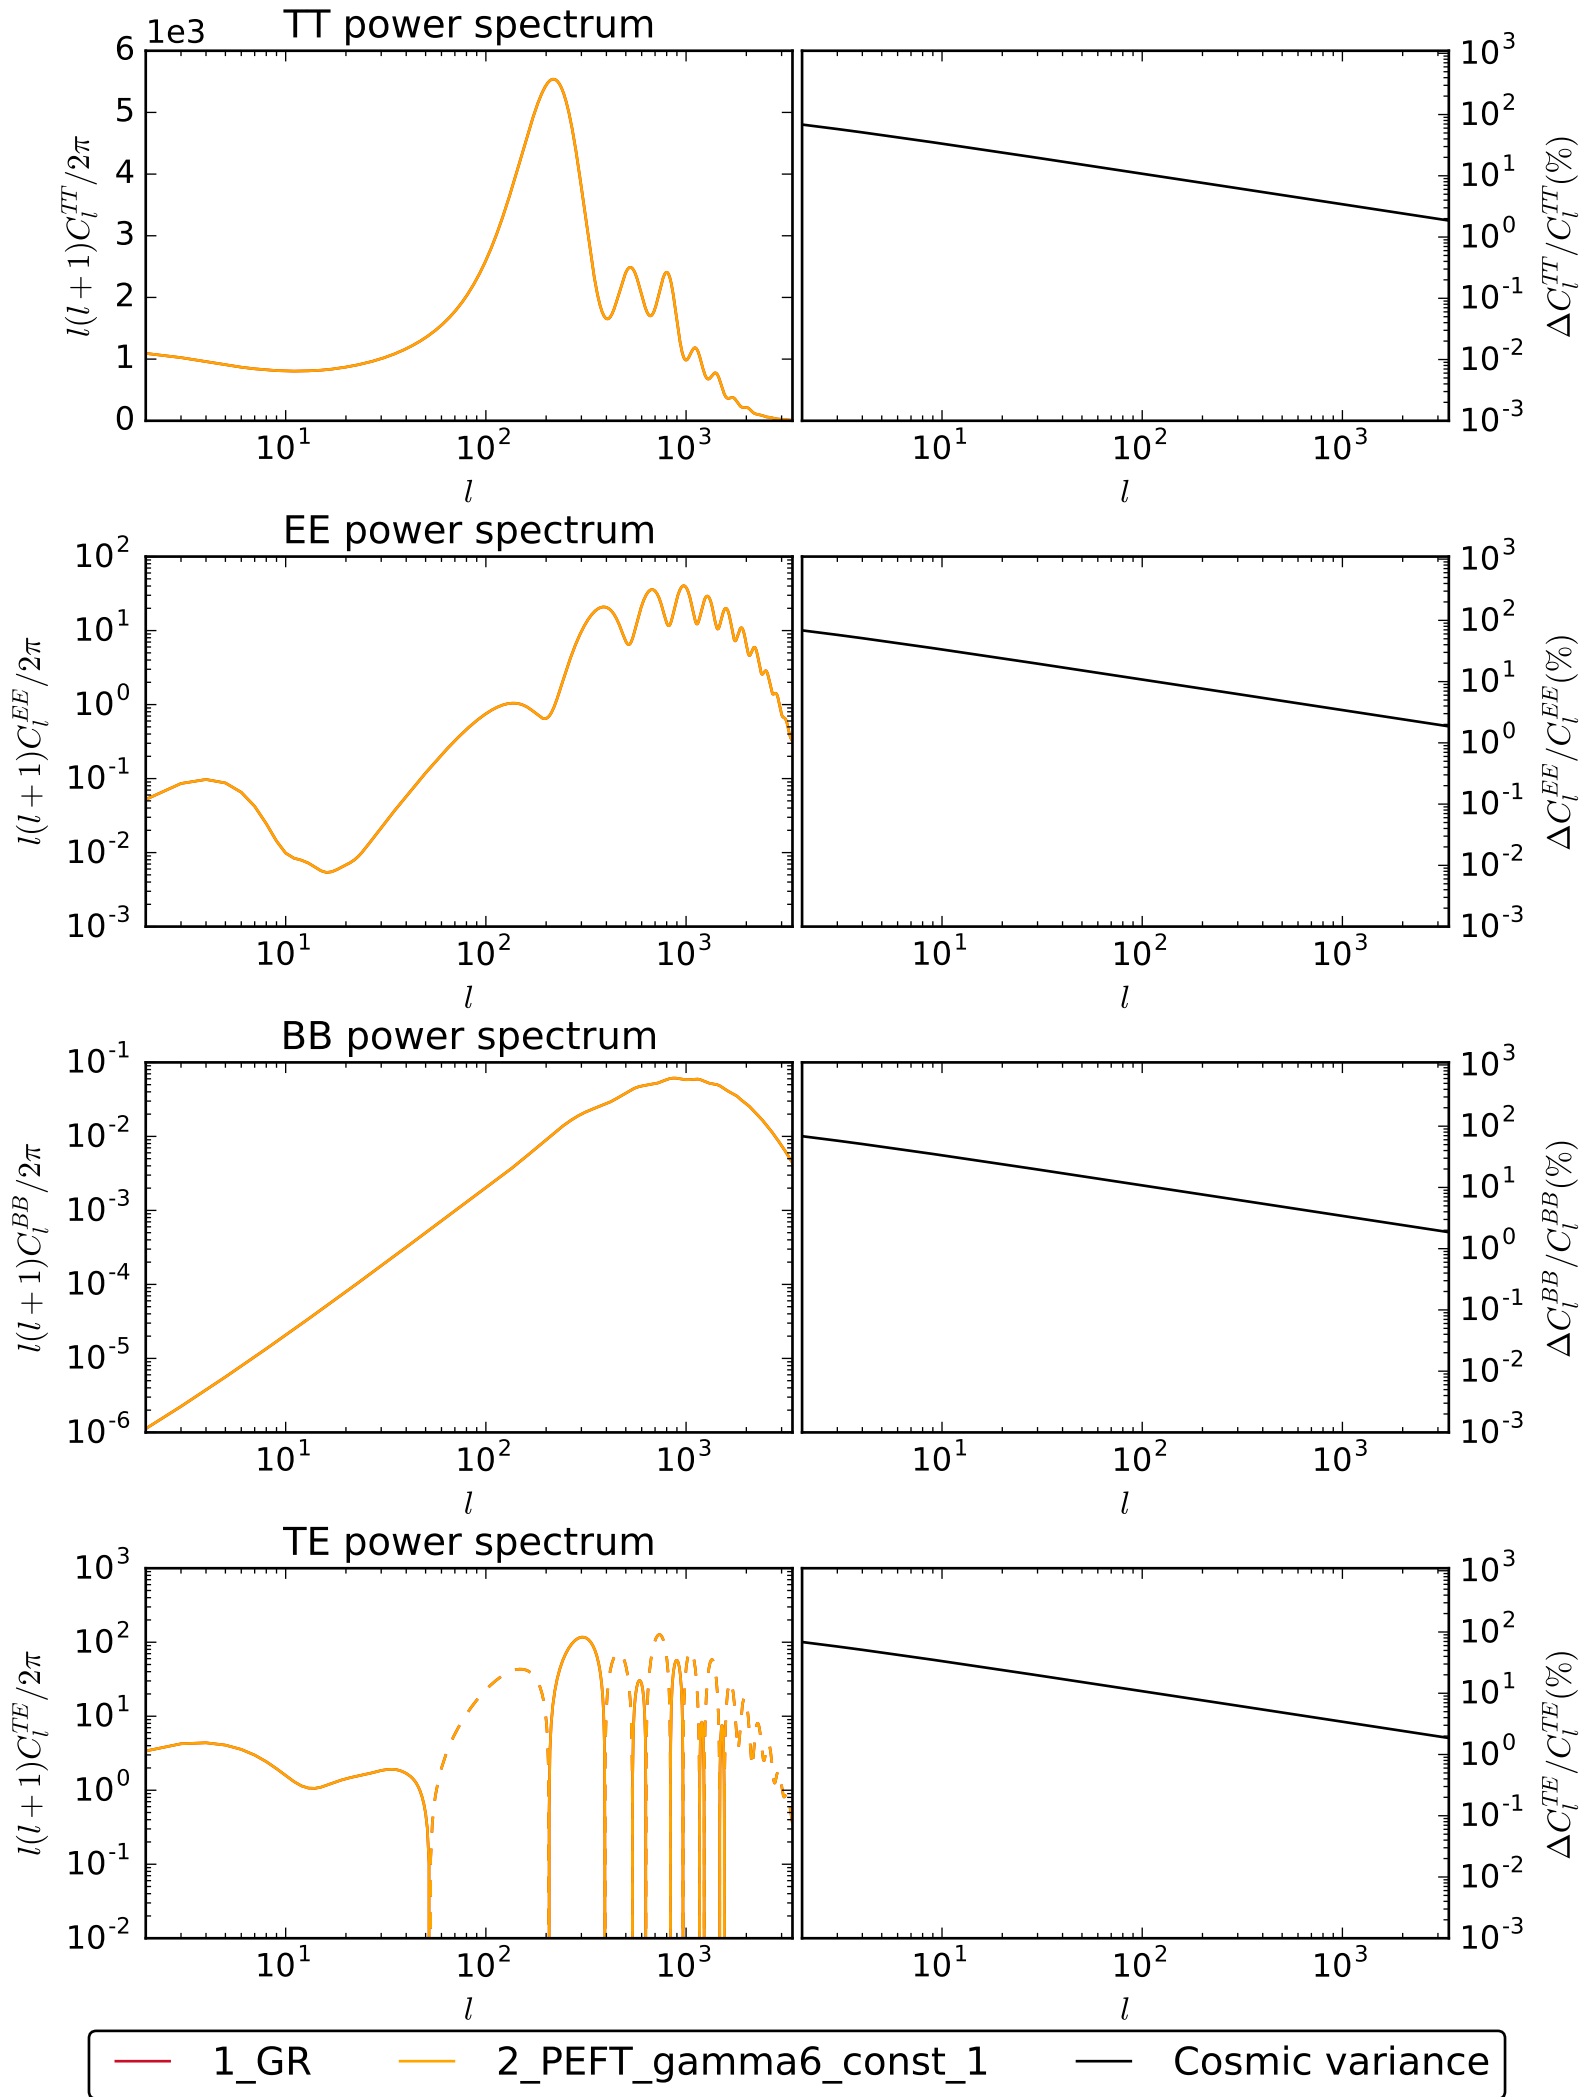 TT power spectrum
1e3
6
5
4
3
2
1
0
l(l+1)C_l^{TT}/2π
10^1 10^2 10^3
l
10^3
10^2
10^1
10^0
10^-1
10^-2
10^-3
ΔC_l^{TT}/C_l^{TT}(%)
10^1 10^2 10^3
l
EE power spectrum
10^2
10^1
10^0
10^-1
10^-2
10^-3
l(l+1)C_l^{EE}/2π
10^1 10^2 10^3
l
10^3
10^2
10^1
10^0
10^-1
10^-2
10^-3
ΔC_l^{EE}/C_l^{EE}(%)
10^1 10^2 10^3
l
BB power spectrum
10^-1
10^-2
10^-3
10^-4
10^-5
10^-6
l(l+1)C_l^{BB}/2π
10^1 10^2 10^3
l
10^3
10^2
10^1
10^0
10^-1
10^-2
10^-3
ΔC_l^{BB}/C_l^{BB}(%)
10^1 10^2 10^3
l
TE power spectrum
10^3
10^2
10^1
10^0
10^-1
10^-2
l(l+1)C_l^{TE}/2π
10^1 10^2 10^3
l
10^3
10^2
10^1
10^0
10^-1
10^-2
10^-3
ΔC_l^{TE}/C_l^{TE}(%)
10^1 10^2 10^3
l
1_GR 2_PEFT_gamma6_const_1 Cosmic variance